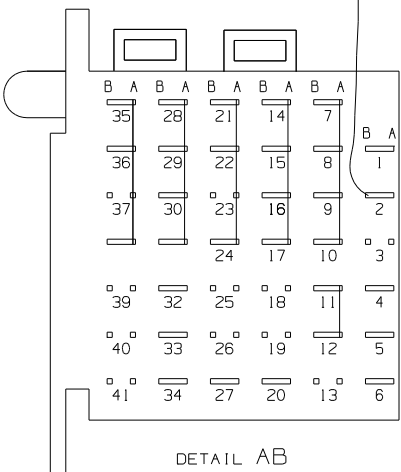 B A B A B A B A B A
35 28 21 14 7
B A
36 29 22 15 8 1
37 30 23 16 9 2
24 17 10 3
39 32 25 18 11 4
40 33 26 19 12 5
41 34 27 20 13 6
DETAIL AB